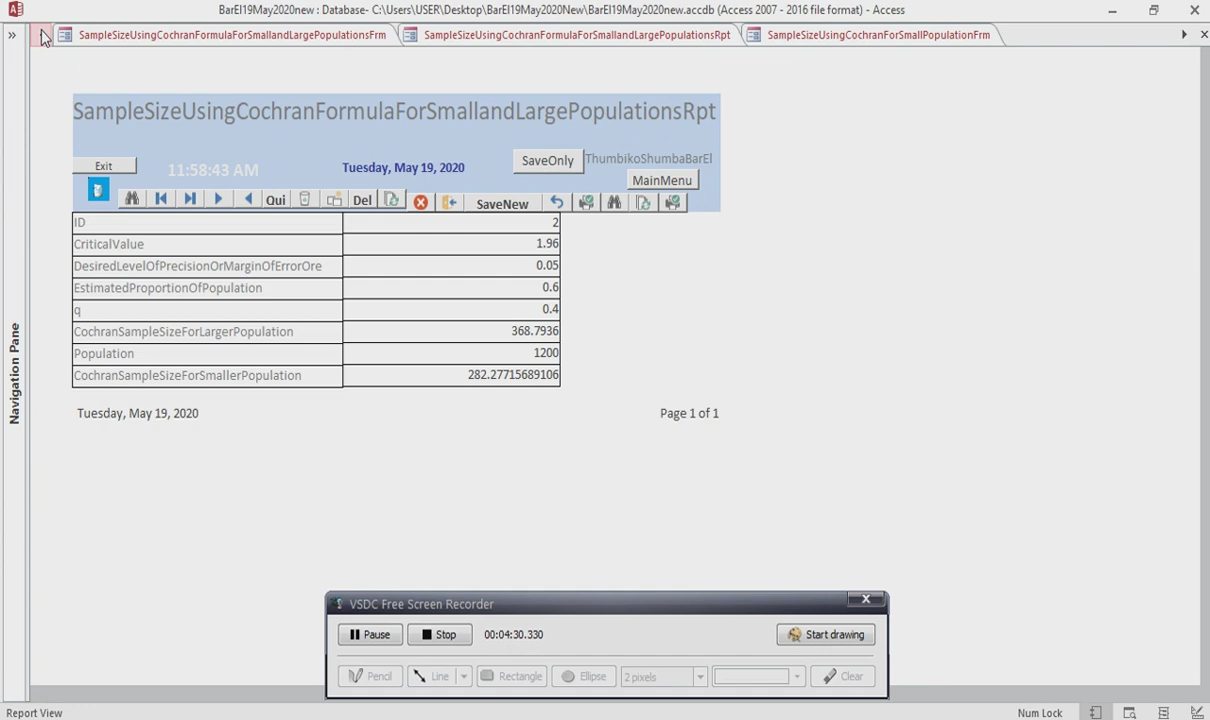 BarEl19May2020new : Database- C:\Users\USER\Desktop\BarEl19May2020New\BarEl19May2020new.accdb (Access 2007 - 2016 file format) - Access
SampleSizeUsingCochranFormulaForSmallandLargePopulationsFrm
SampleSizeUsingCochranFormulaForSmallandLargePopulationsRpt
SampleSizeUsingCochranForSmallPopulationFrm
Navigation Pane
SampleSizeUsingCochranFormulaForSmallandLargePopulationsRpt
Exit
11:58:43 AM
Tuesday, May 19, 2020
SaveOnly
ThumbikoShumbaBarEl
MainMenu
Qui
Del
SaveNew
ID 2
CriticalValue 1.96
DesiredLevelOfPrecisionOrMarginOfErrorOre 0.05
EstimatedProportionOfPopulation 0.6
q 0.4
CochranSampleSizeForLargerPopulation 368.7936
Population 1200
CochranSampleSizeForSmallerPopulation 282.27715689106
Tuesday, May 19, 2020 Page 1 of 1
VSDC Free Screen Recorder
Pause Stop 00:04:30.330 Start drawing
Pencil Line Rectangle Ellipse 2 pixels Clear
Report View Num Lock